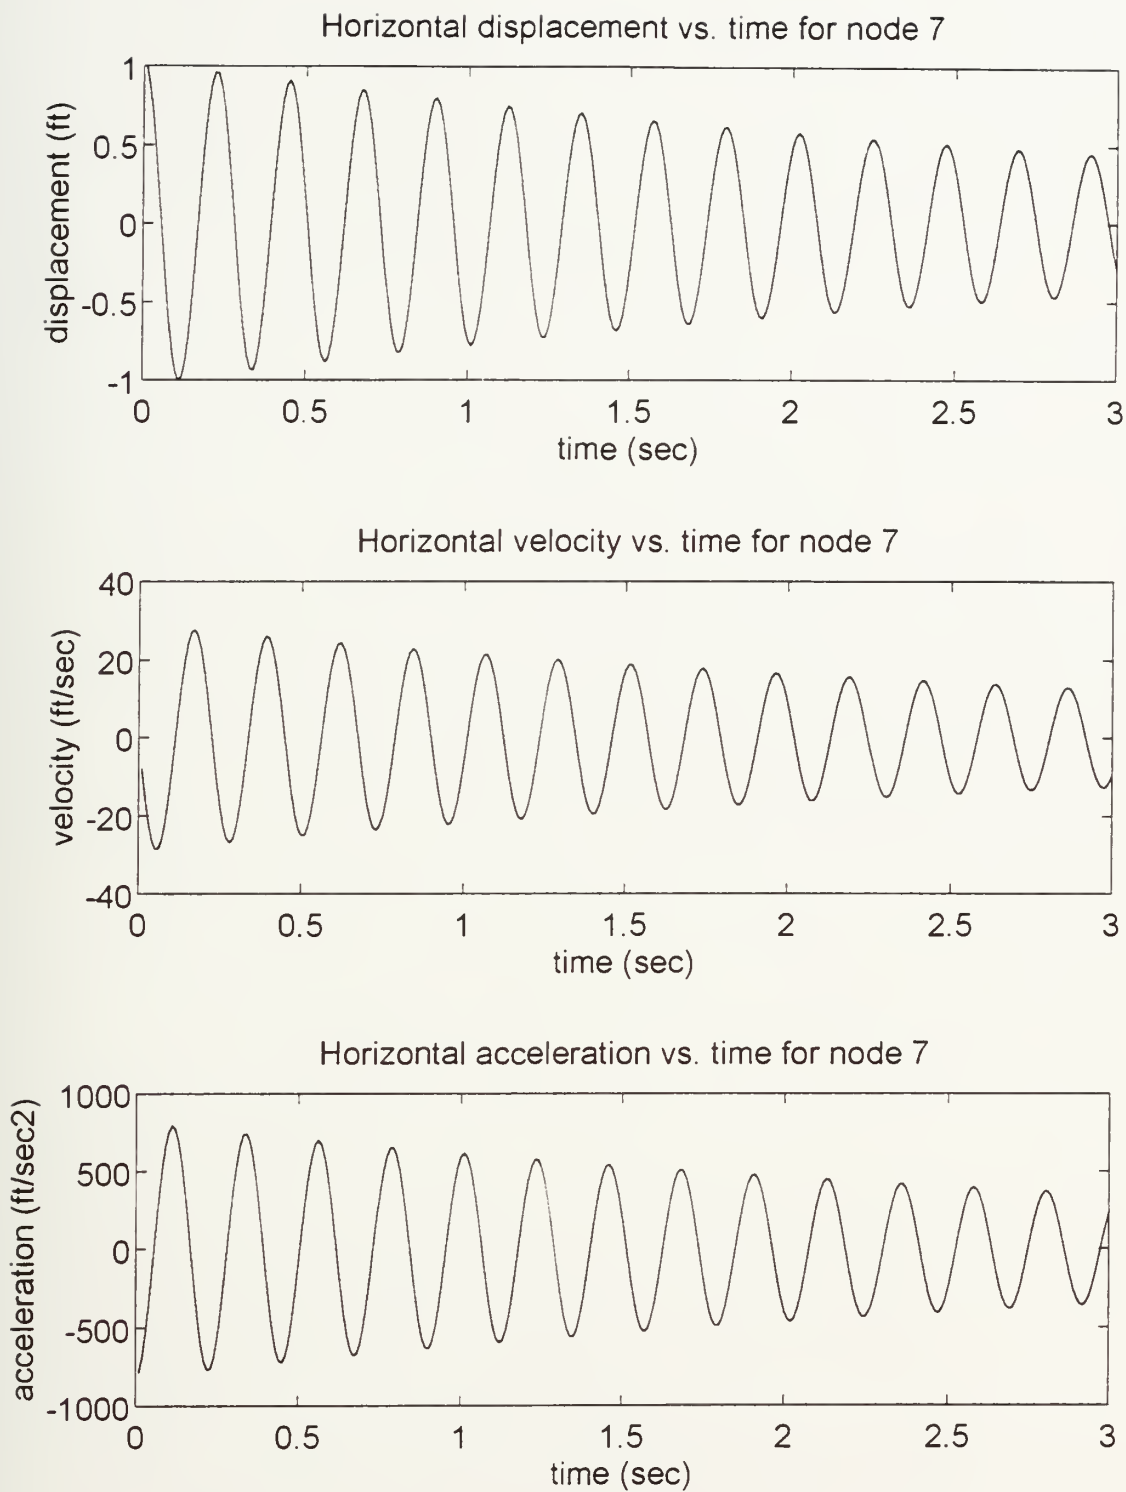 Horizontal displacement vs. time for node 7
displacement (ft)
1
0.5
0
-0.5
-1
0 0.5 1 1.5 2 2.5 3
time (sec)
Horizontal velocity vs. time for node 7
velocity (ft/sec)
40
20
0
-20
-40
0 0.5 1 1.5 2 2.5 3
time (sec)
Horizontal acceleration vs. time for node 7
acceleration (ft/sec2)
1000
500
0
-500
-1000
0 0.5 1 1.5 2 2.5 3
time (sec)